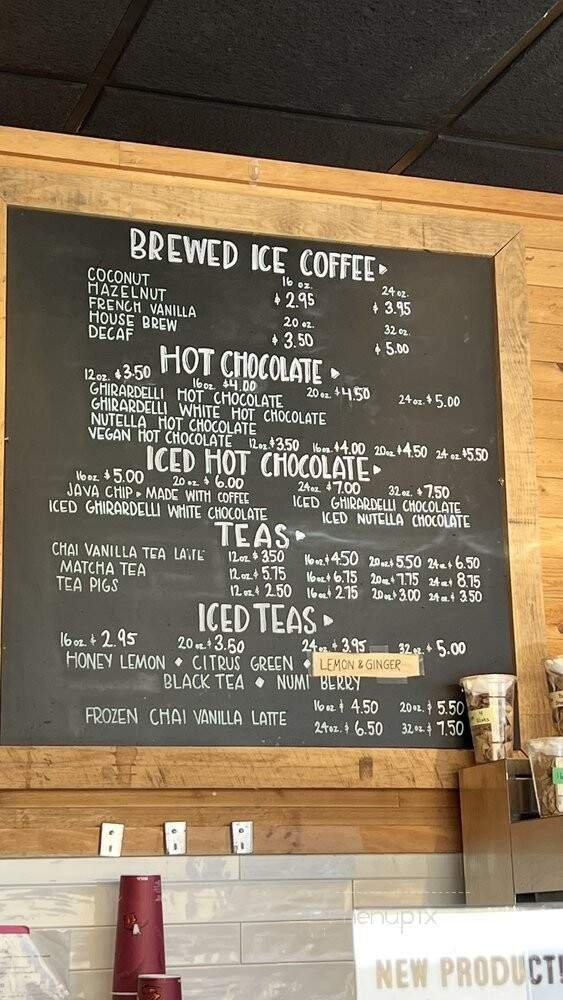 BREWED ICE COFFEE
COCONUT 16 oz. 24 oz.
HAZELNUT $ 2.95 $ 3.95
FRENCH VANILLA
HOUSE BREW 20 oz. 32 oz.
DECAF $ 3.50 $ 5.00
HOT CHOCOLATE
12 oz. $3.50 16 oz. $4.00 20 oz. $4.50 24 oz. $ 5.00
GHIRARDELLI HOT CHOCOLATE
GHIRARDELLI WHITE HOT CHOCOLATE
NUTELLA HOT CHOCOLATE
VEGAN HOT CHOCOLATE 12 oz $3.50 16 oz. $4.00 20 oz. $4.50 24 oz. $5.50
ICED HOT CHOCOLATE
16 oz. $ 5.00 20 oz. $ 6.00 24 oz. $ 7.00 32 oz. $ 7.50
JAVA CHIP MADE WITH COFFEE ICED GHIRARDELLI CHOCOLATE
ICED GHIRARDELLI WHITE CHOCOLATE ICED NUTELLA CHOCOLATE
TEAS
CHAI VANILLA TEA LATTE 12 oz. $ 3.50 16 oz. $ 4.50 20 oz. $ 5.50 24 oz. $ 6.50
MATCHA TEA 12 oz. $ 5.75 16 oz. $ 6.75 20 oz. $ 7.75 24 oz. $ 8.75
TEA PIGS 12 oz. $ 2.50 16 oz. $ 2.75 20 oz. $ 3.00 24 oz. $ 3.50
ICED TEAS
16 oz. $ 2.95 20 oz. $ 3.50 24 oz. $ 3.95 32 oz. $ 5.00
HONEY LEMON ◆ CITRUS GREEN ◆ LEMON & GINGER
BLACK TEA ◆ NUMI BERRY
FROZEN CHAI VANILLA LATTE 16 oz. $ 4.50 20 oz. $ 5.50
24 oz. $ 6.50 32 oz. $ 7.50
menupix
NEW PRODUCT!